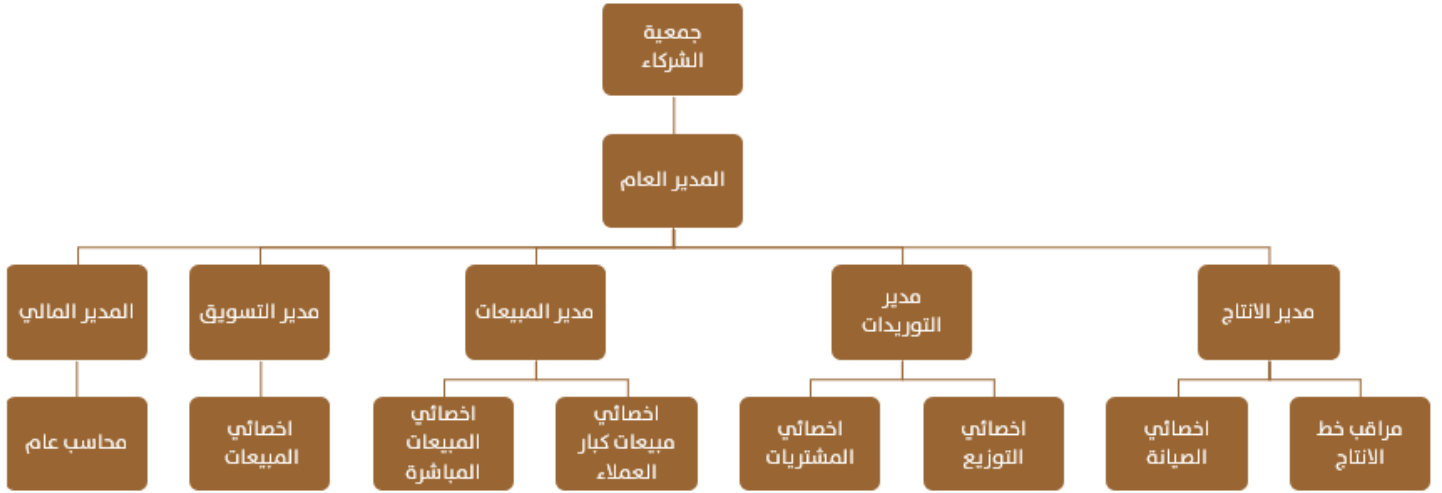 جمعية
الشركاء
المدير العام
مدير الانتاج
مدير
التوريدات
مدير المبيعات
مدير التسويق
المدير المالي
مراقب خط
الانتاج
اخصائي
الصيانة
اخصائي
التوزيع
اخصائي
المشتريات
اخصائي
مبيعات كبار
العملاء
اخصائي
المبيعات
المباشرة
اخصائي
المبيعات
محاسب عام